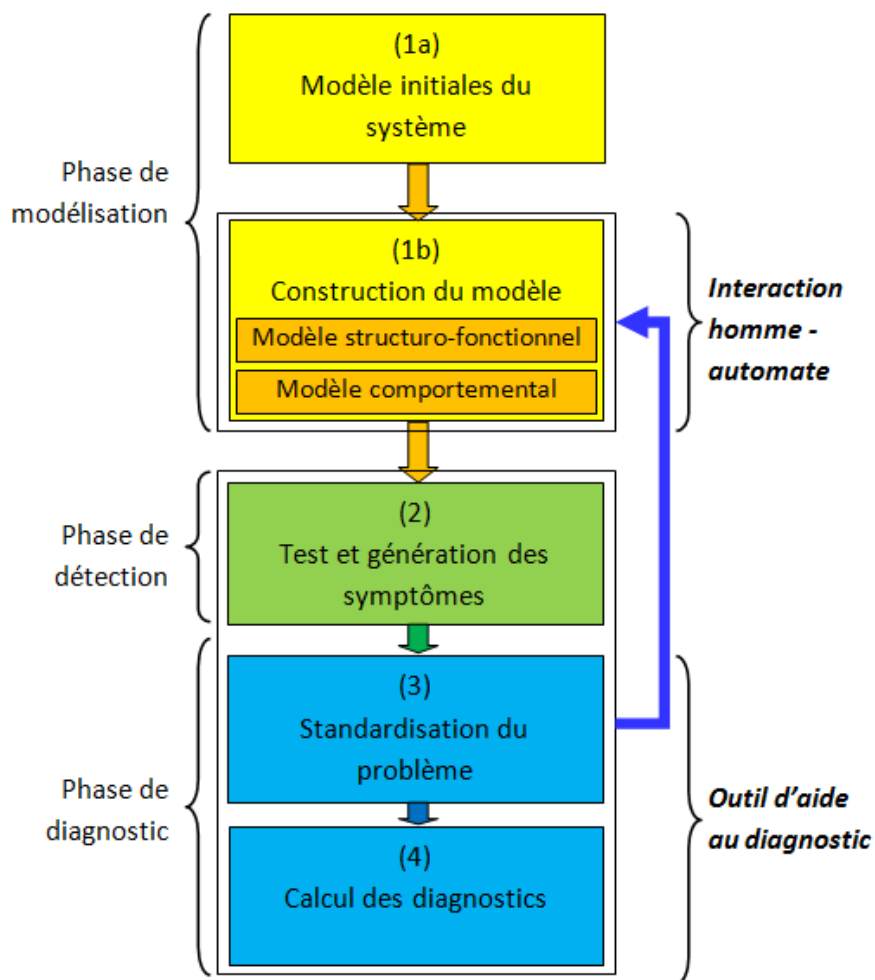 (1a)
Modèle initiales du
système
Phase de
modélisation
(1b)
Construction du modèle
Modèle structuro-fonctionnel
Modèle comportemental
Interaction
homme -
automate
(2)
Test et génération des
symptômes
Phase de
détection
(3)
Standardisation du
problème
Phase de
diagnostic
(4)
Calcul des diagnostics
Outil d'aide
au diagnostic